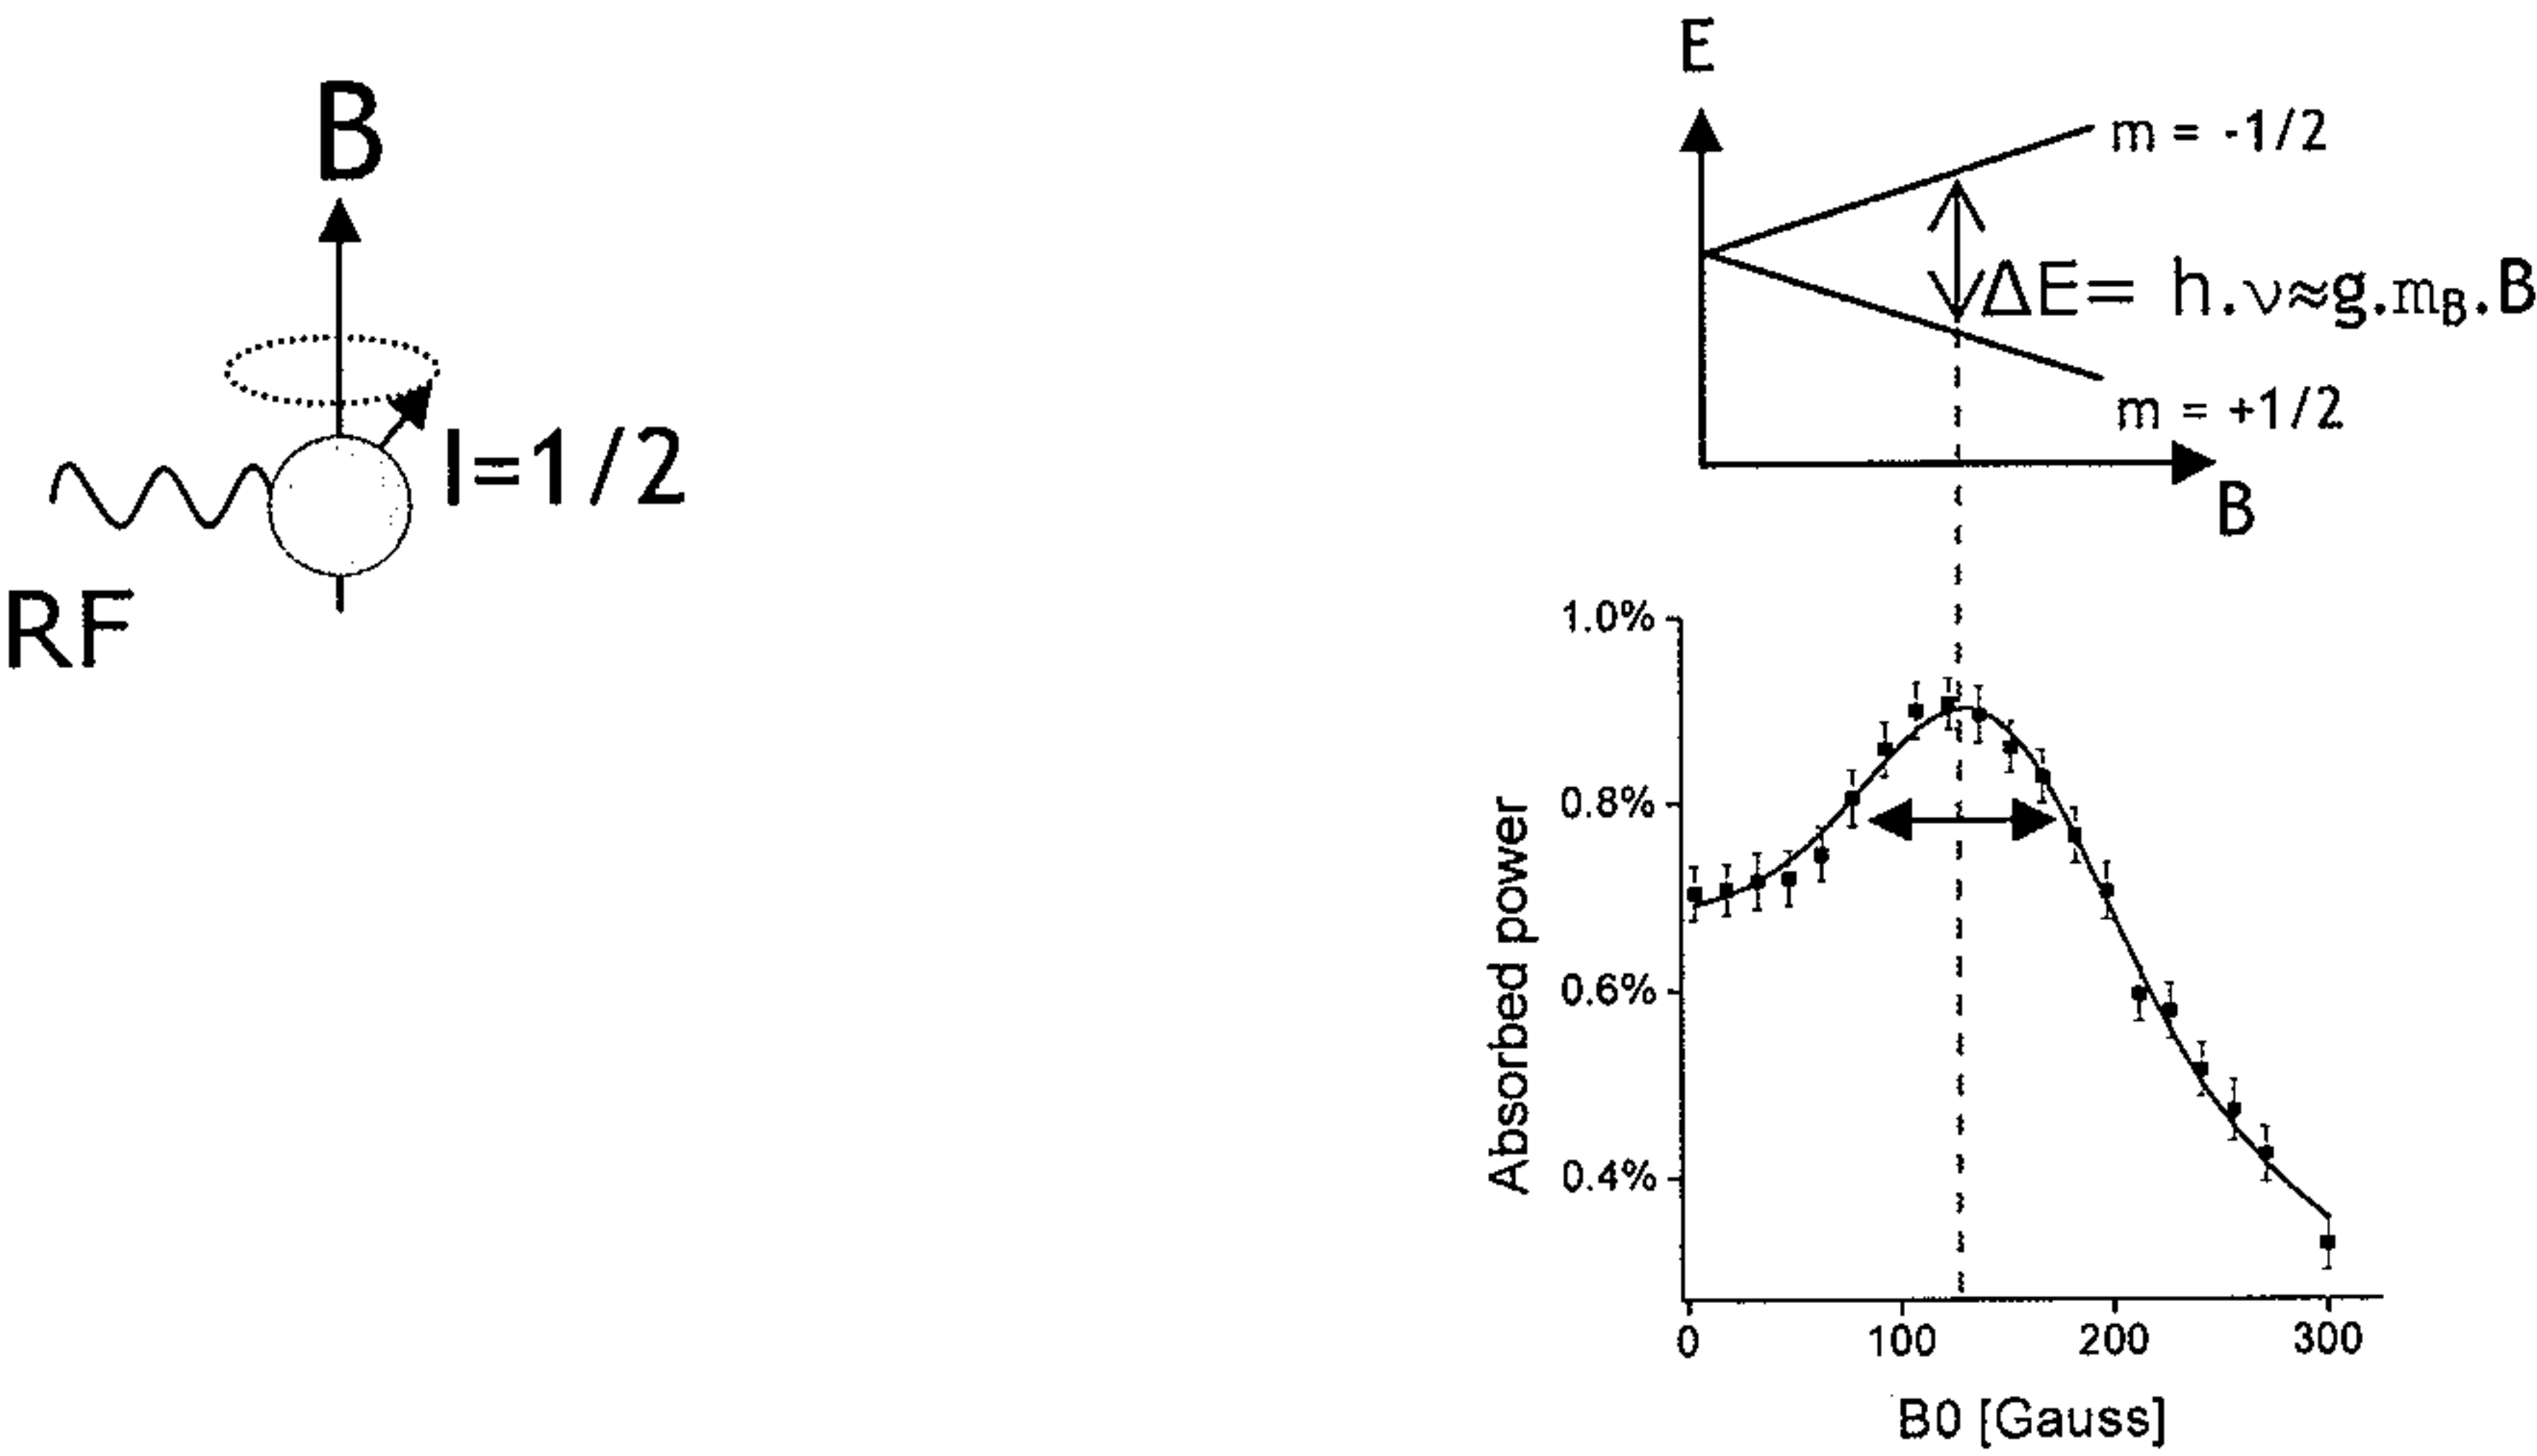 B
I=1/2
RF
E
m = -1/2
ΔE= h.ν≈g.mB.B
m = +1/2
B
1.0%
0.8%
0.6%
0.4%
Absorbed power
0 100 200 300
B0 [Gauss]